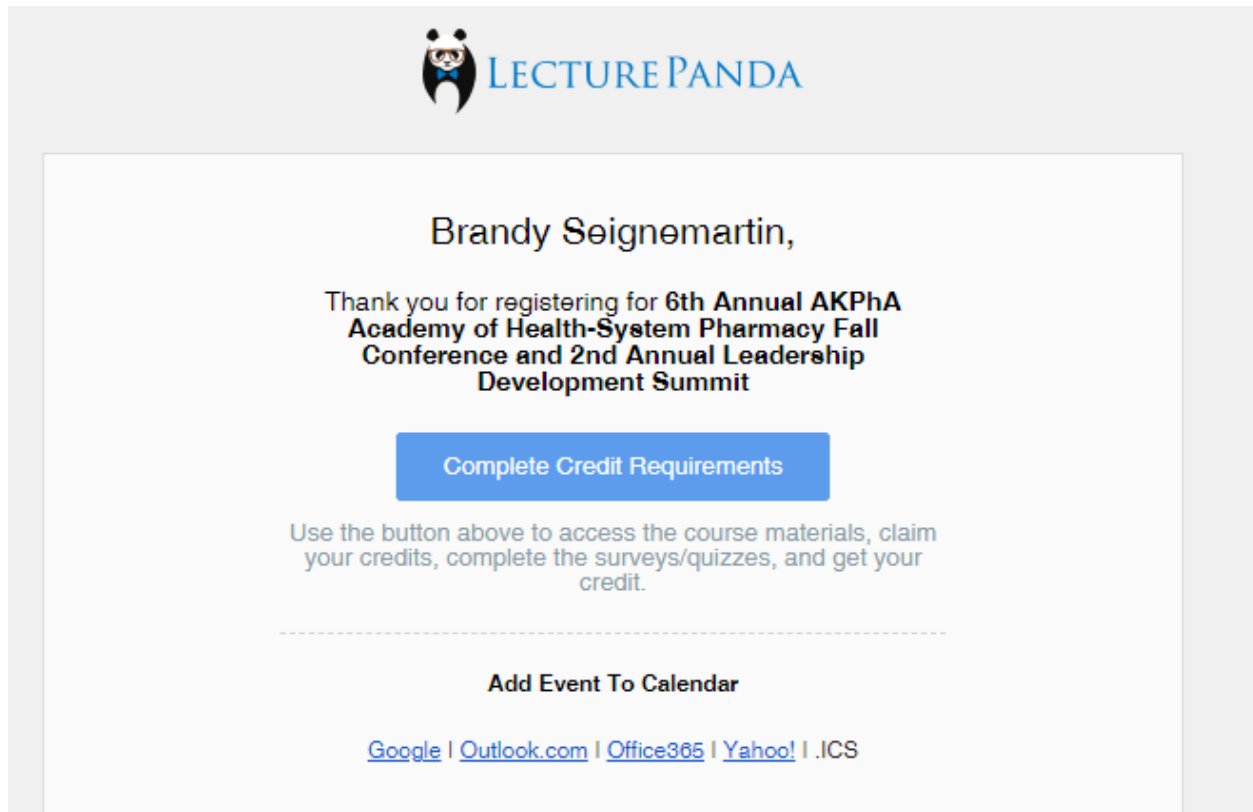 LECTUREPANDA
Brandy Seignemartin,
Thank you for registering for 6th Annual AKPhA
Academy of Health-System Pharmacy Fall
Conference and 2nd Annual Leadership
Development Summit
Complete Credit Requirements
Use the button above to access the course materials, claim
your credits, complete the surveys/quizzes, and get your
credit.
Add Event To Calendar
Google | Outlook.com | Office365 | Yahoo! | .ICS